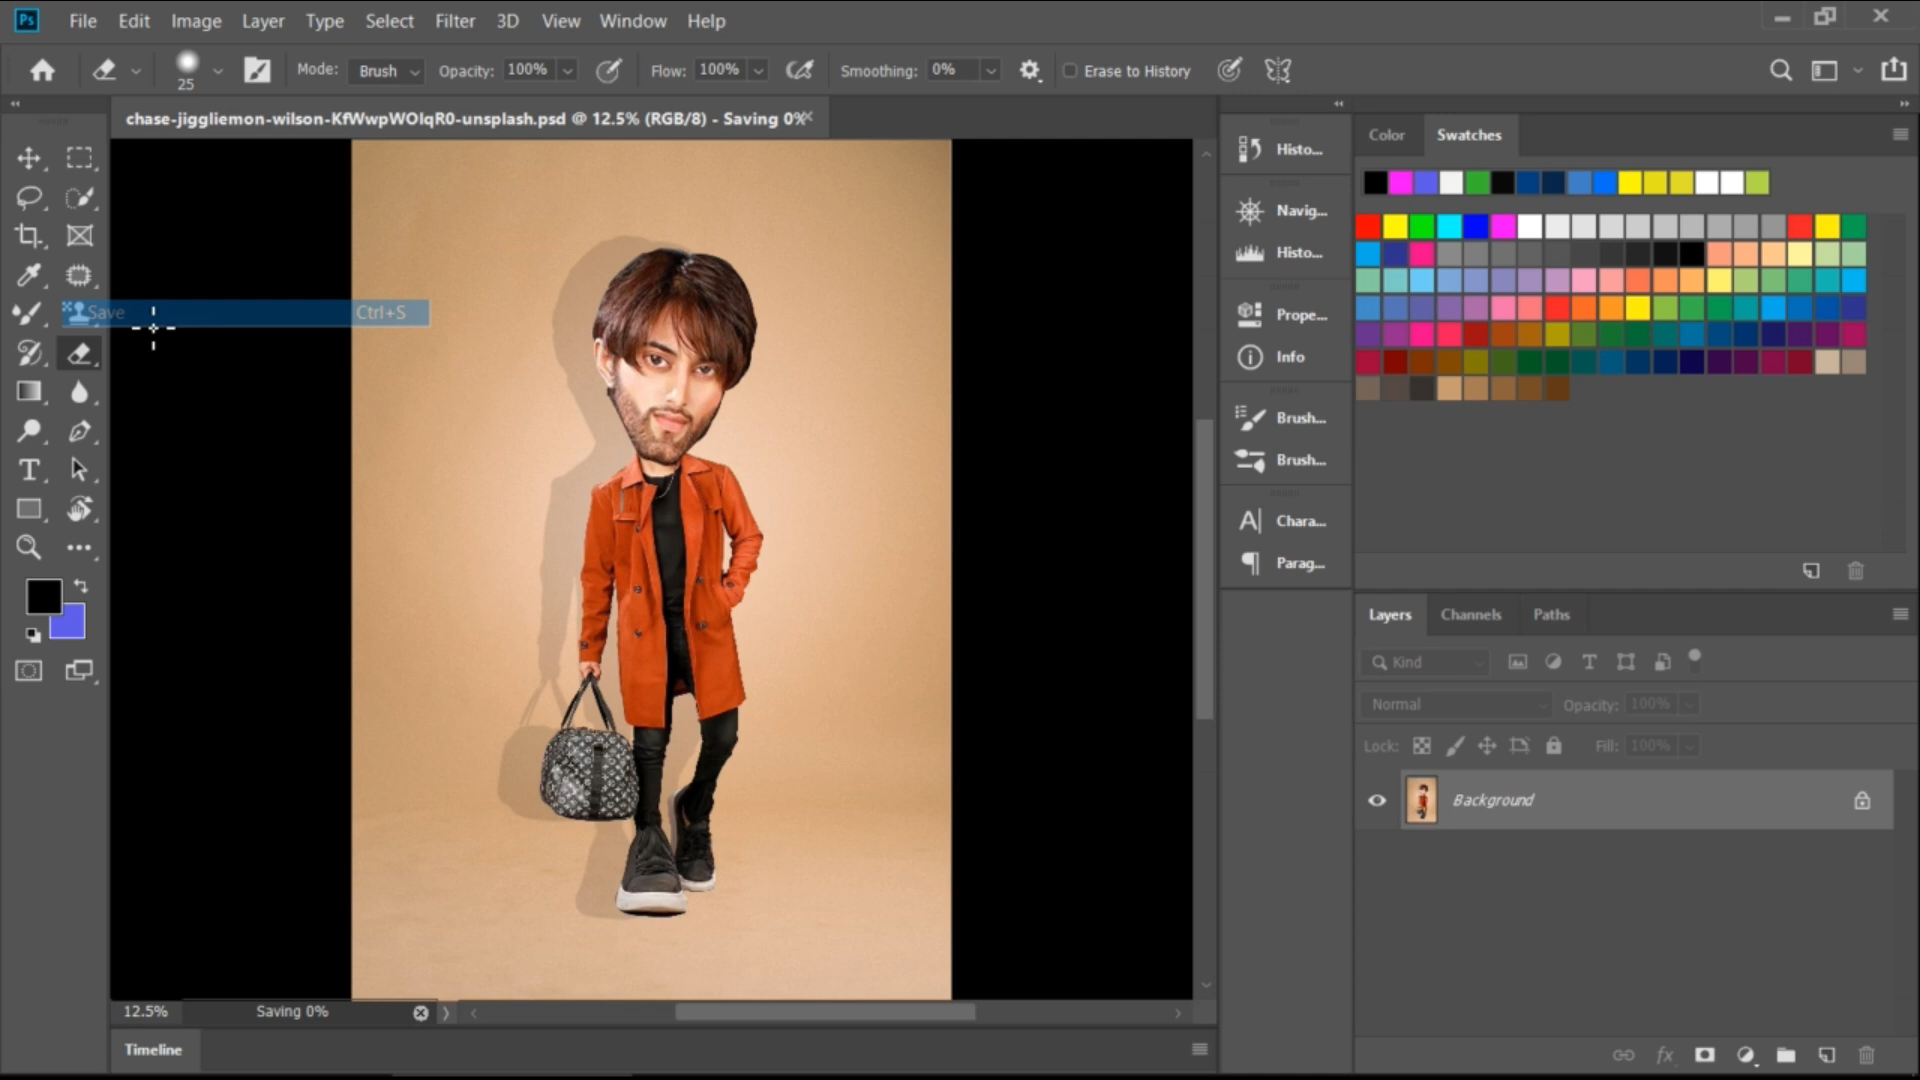 Ps File Edit Image Layer Type Select Filter 3D View Window Help
25 Mode: Brush Opacity: 100% Flow: 100% Smoothing: 0% Erase to History
chase-jiggliemon-wilson-KfWwpWOlqR0-unsplash.psd @ 12.5% (RGB/8) - Saving 0%
Save Ctrl+S
Histo...
Navig...
Histo...
Prope...
Info
Brush...
Brush...
Chara...
Parag...
Color Swatches
Layers Channels Paths
Kind
Normal Opacity: 100%
Lock: Fill: 100%
Background
fx
12.5% Saving 0%
Timeline